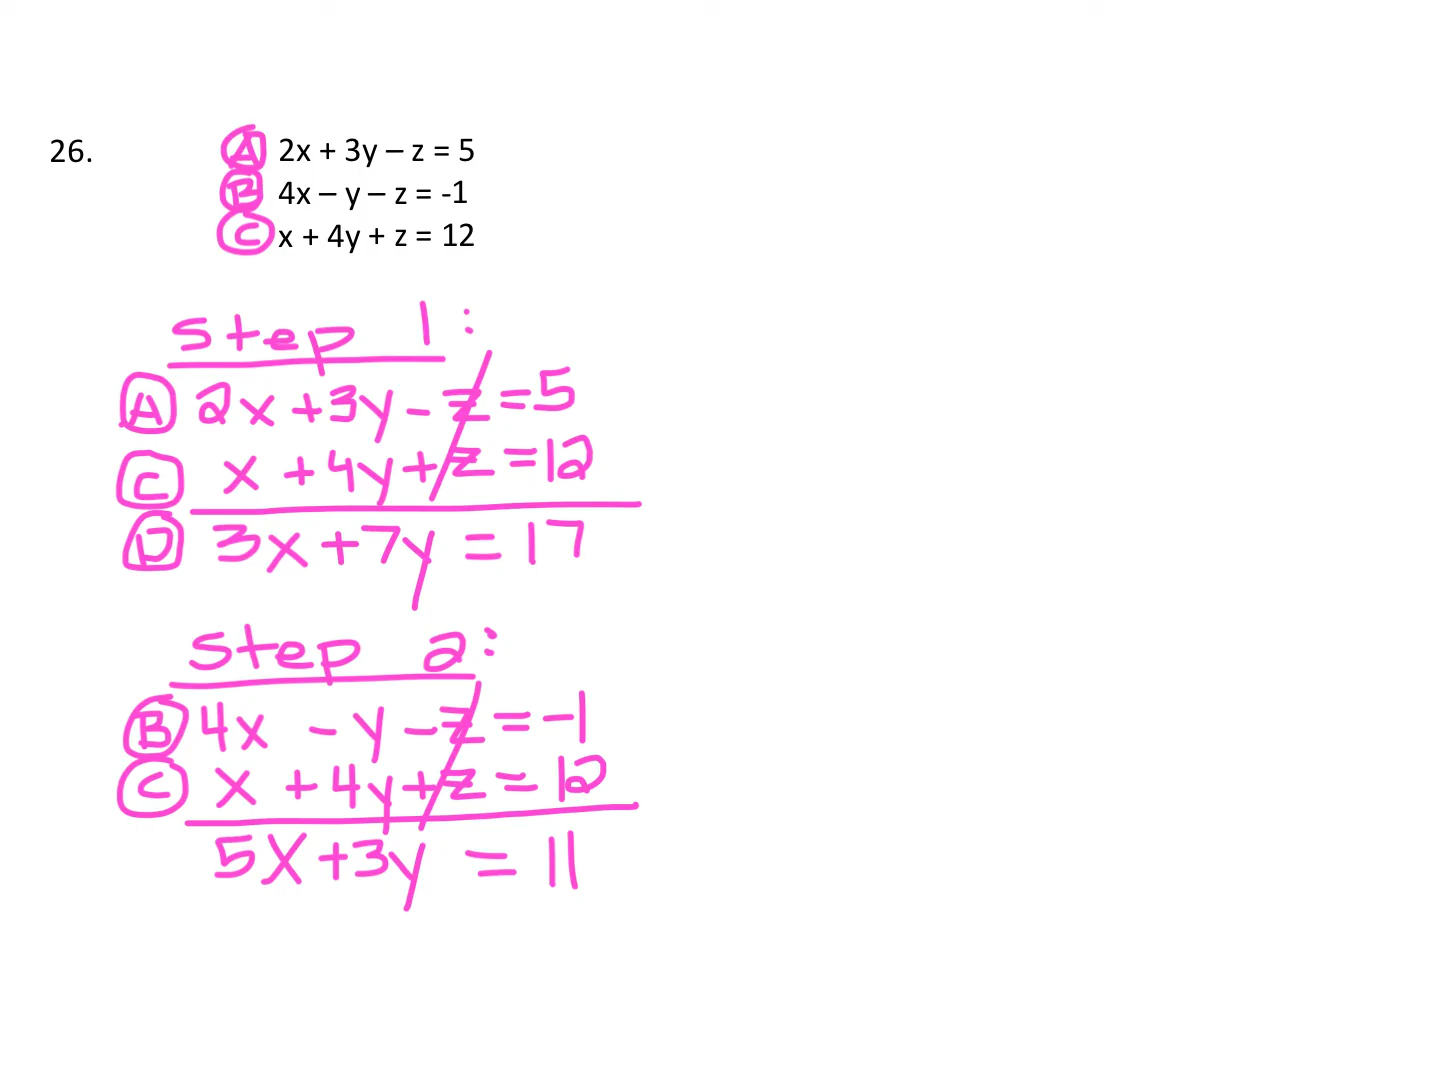 26.
A 2x + 3y – z = 5
B 4x – y – z = -1
C x + 4y + z = 12
step 1:
A 2x + 3y - z = 5
C x + 4y + z = 12
D 3x + 7y = 17
step 2:
B 4x - y - z = -1
C x + 4y + z = 12
5x + 3y = 11